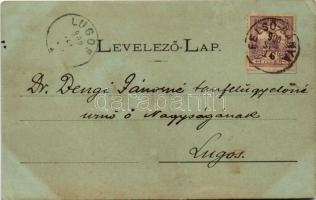 LUGOS
LEVELEZŐ-LAP.
Dr. Dengi Jánosné tanfelügyelőné
urnő ő Nagyságának
Lugos.